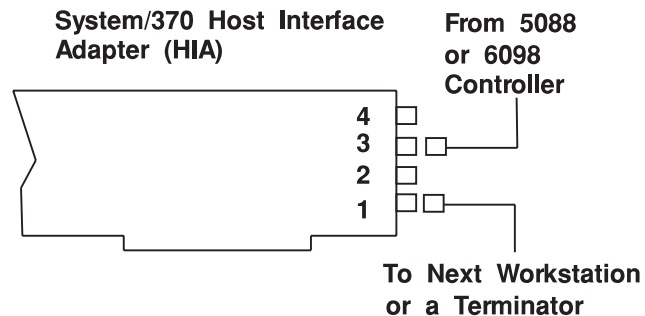 System/370 Host Interface
Adapter (HIA)
From 5088
or 6098
Controller
4
3
2
1
To Next Workstation
or a Terminator